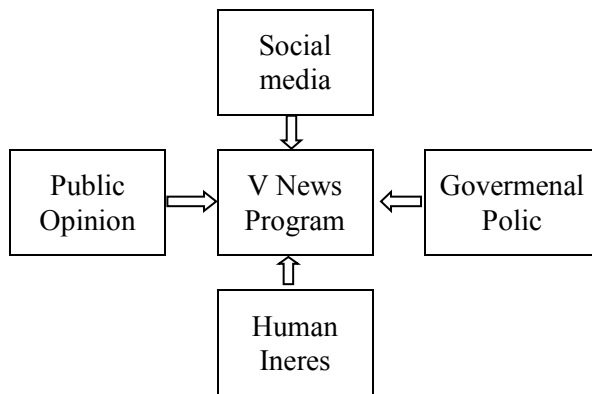 Social
media
Public
Opinion
V News
Program
Govermenal
Polic
Human
Ineres